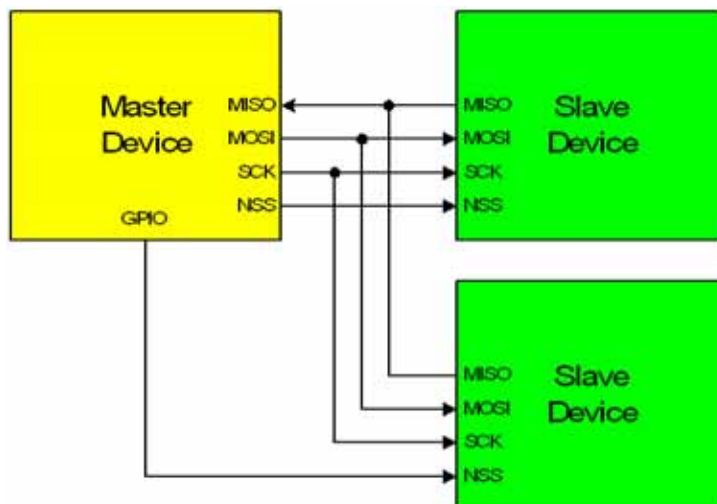 Master
Device
MISO
MOSI
SCK
NSS
GPIO
MISO
MOSI
SCK
NSS
Slave
Device
MISO
MOSI
SCK
NSS
Slave
Device